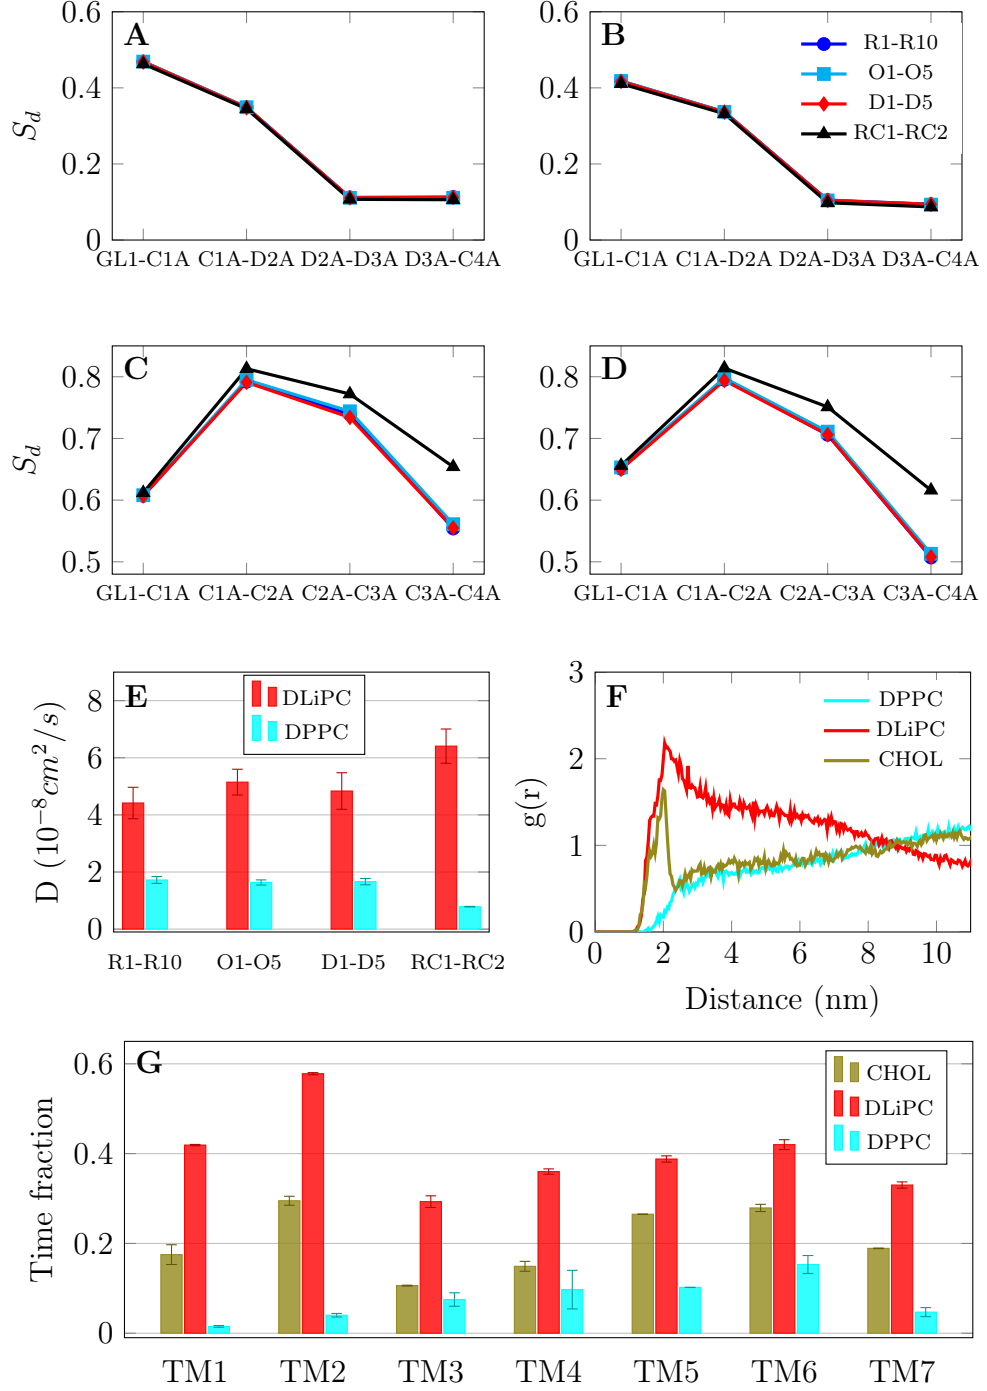 A
S_d
0.6
0.4
0.2
0
GL1-C1A C1A-D2A D2A-D3A D3A-C4A
B
R1-R10
O1-O5
D1-D5
RC1-RC2
0.6
0.4
0.2
0
GL1-C1A C1A-D2A D2A-D3A D3A-C4A
C
S_d
0.8
0.7
0.6
0.5
GL1-C1A C1A-C2A C2A-C3A C3A-C4A
D
0.8
0.7
0.6
0.5
GL1-C1A C1A-C2A C2A-C3A C3A-C4A
E
DLiPC
DPPC
D (10^{-8}cm^2/s)
8
6
4
2
0
R1-R10 O1-O5 D1-D5 RC1-RC2
F
DPPC
DLiPC
CHOL
g(r)
3
2
1
0
0 2 4 6 8 10
Distance (nm)
G
CHOL
DLiPC
DPPC
Time fraction
0.6
0.4
0.2
0
TM1 TM2 TM3 TM4 TM5 TM6 TM7